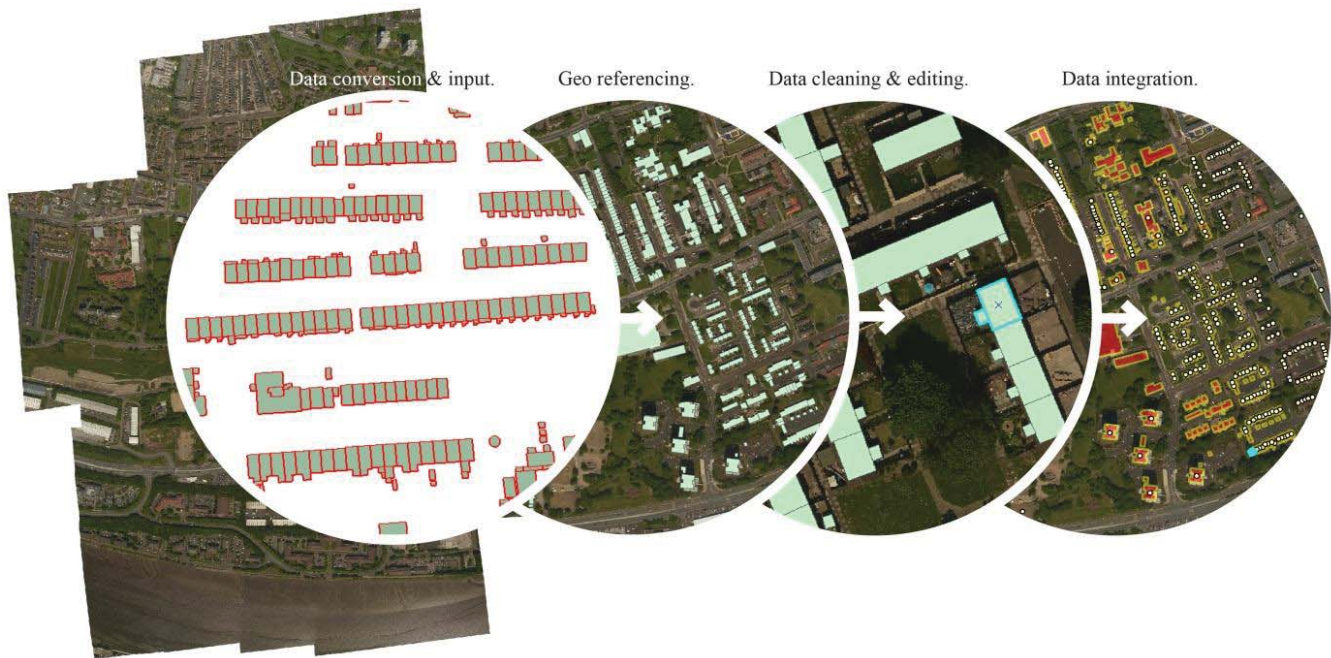 Data conversion & input.
Geo referencing.
Data cleaning & editing.
Data integration.